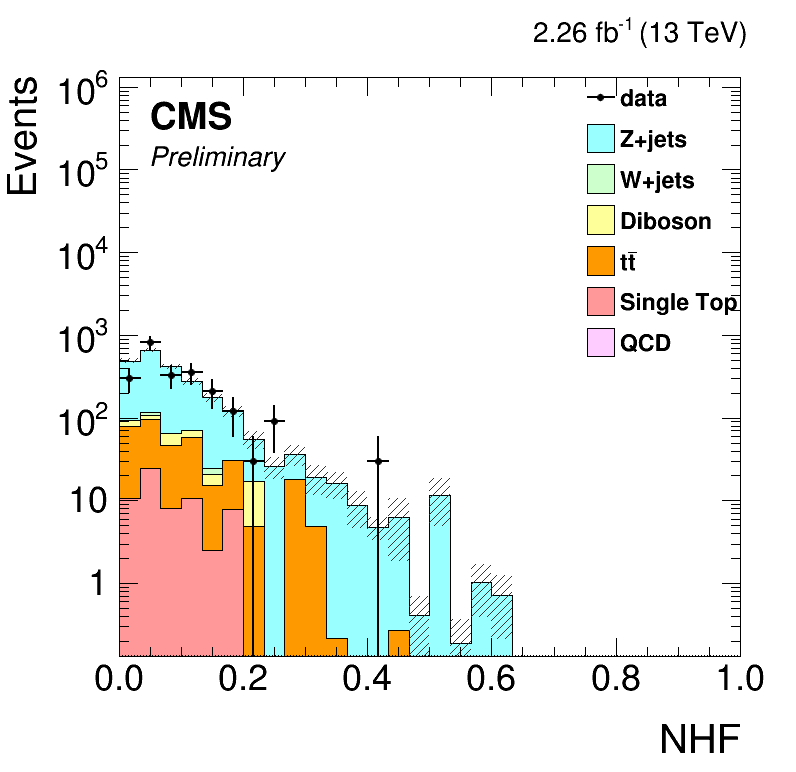 2.26 fb⁻¹ (13 TeV)
Events
10⁶
10⁵
10⁴
10³
10²
10
1
CMS
Preliminary
data
Z+jets
W+jets
Diboson
tt̄
Single Top
QCD
0.0 0.2 0.4 0.6 0.8 1.0
NHF